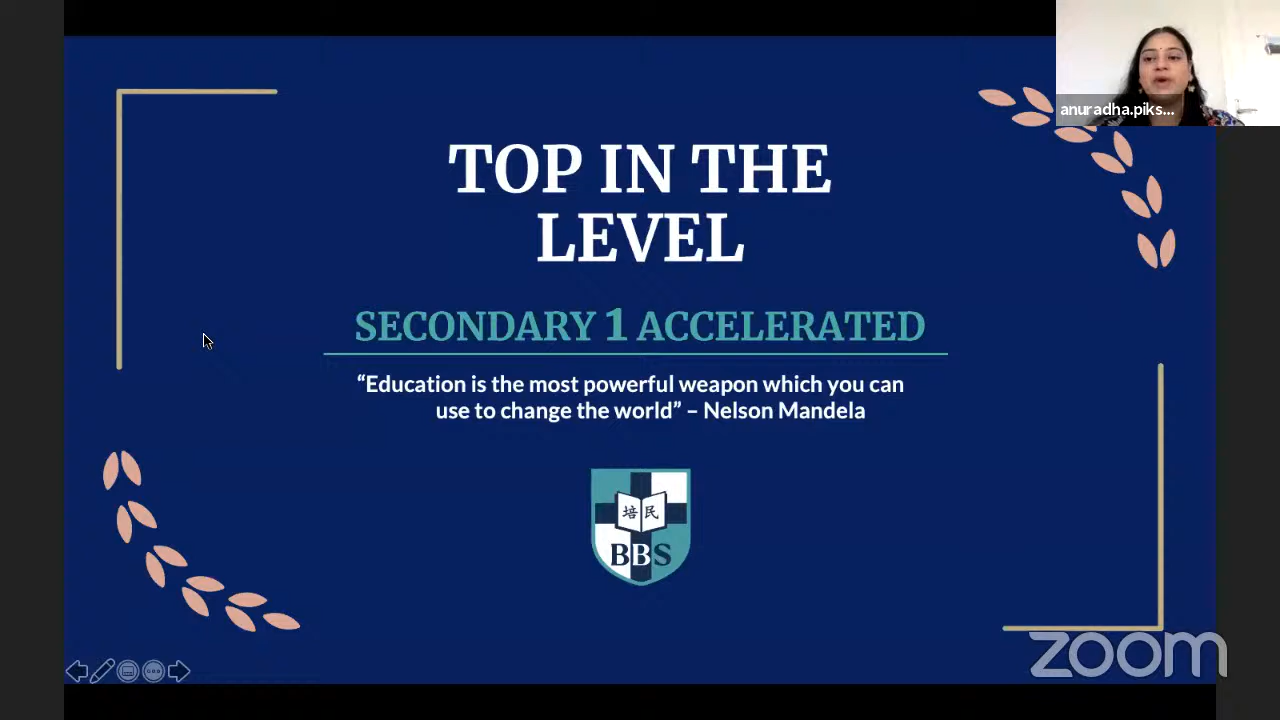 anuradha.piks...
TOP IN THE
LEVEL
SECONDARY 1 ACCELERATED
“Education is the most powerful weapon which you can
use to change the world” – Nelson Mandela
培民
BBS
zoom